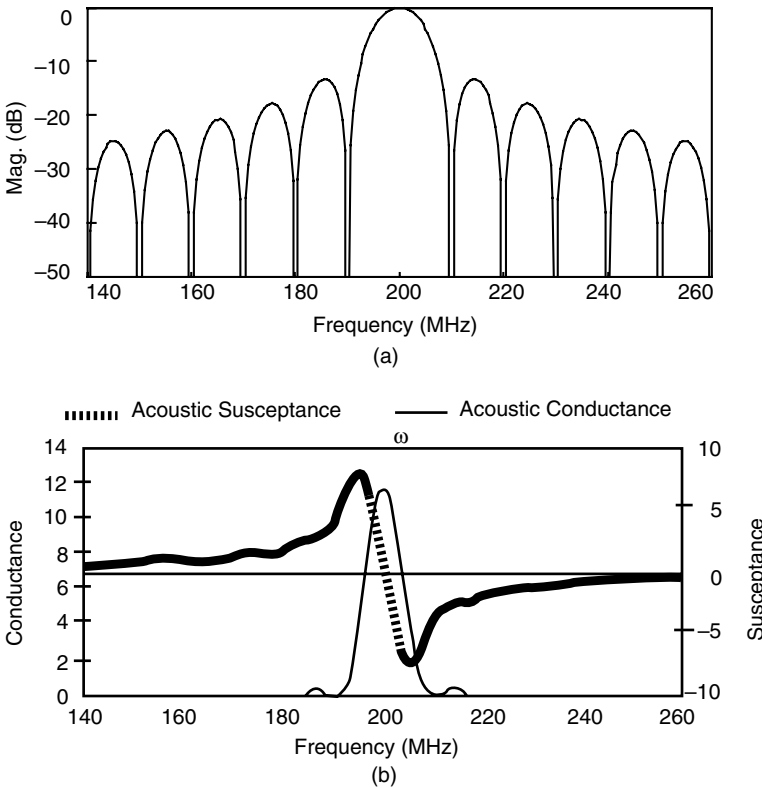 0
–10
–20
–30
–40
–50
Mag. (dB)
140 160 180 200 220 240 260
Frequency (MHz)
(a)
Acoustic Susceptance Acoustic Conductance
ω
14
12
10
8
6
4
2
0
Conductance
10
5
0
–5
–10
Susceptance
140 160 180 200 220 240 260
Frequency (MHz)
(b)